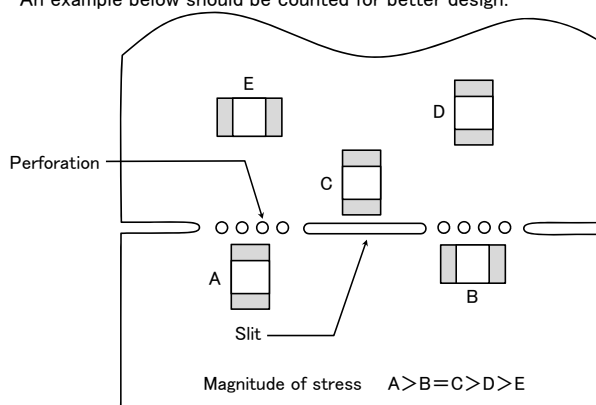 An example below should be counted for better design.
E
D
Perforation
C
A
B
Slit
Magnitude of stress A>B=C>D>E